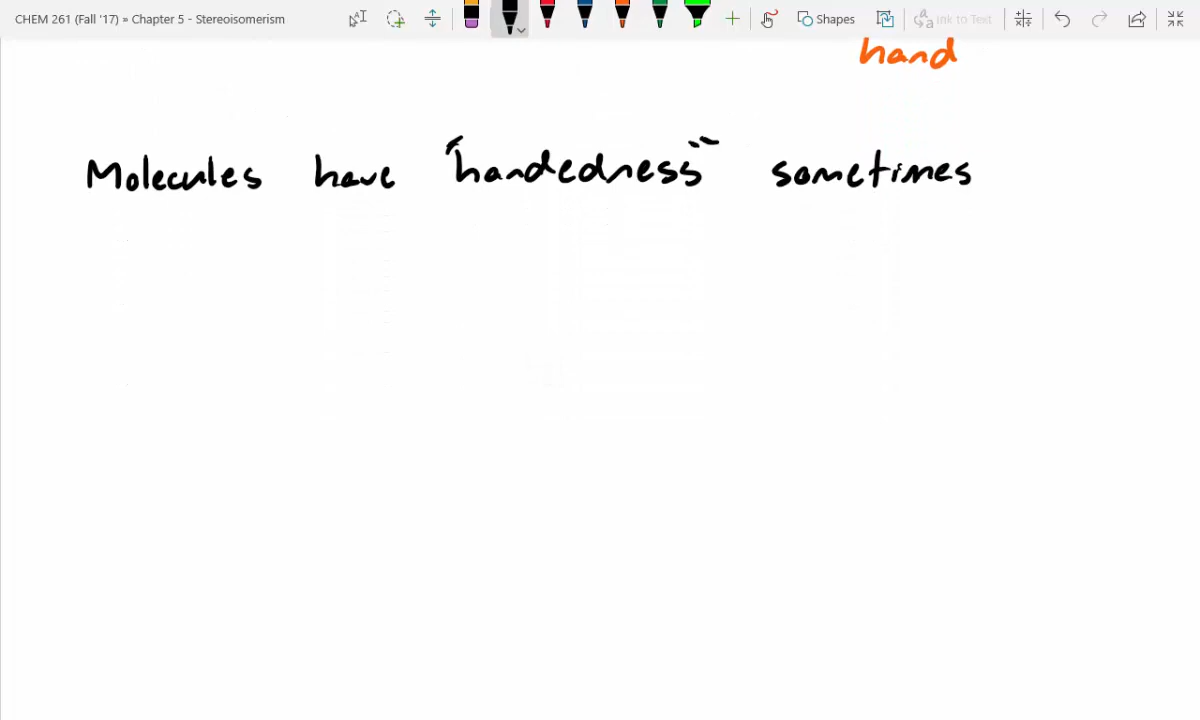 CHEM 261 (Fall '17) » Chapter 5 - Stereoisomerism Shapes Ink to Text
hand
Molecules have "handedness" sometimes